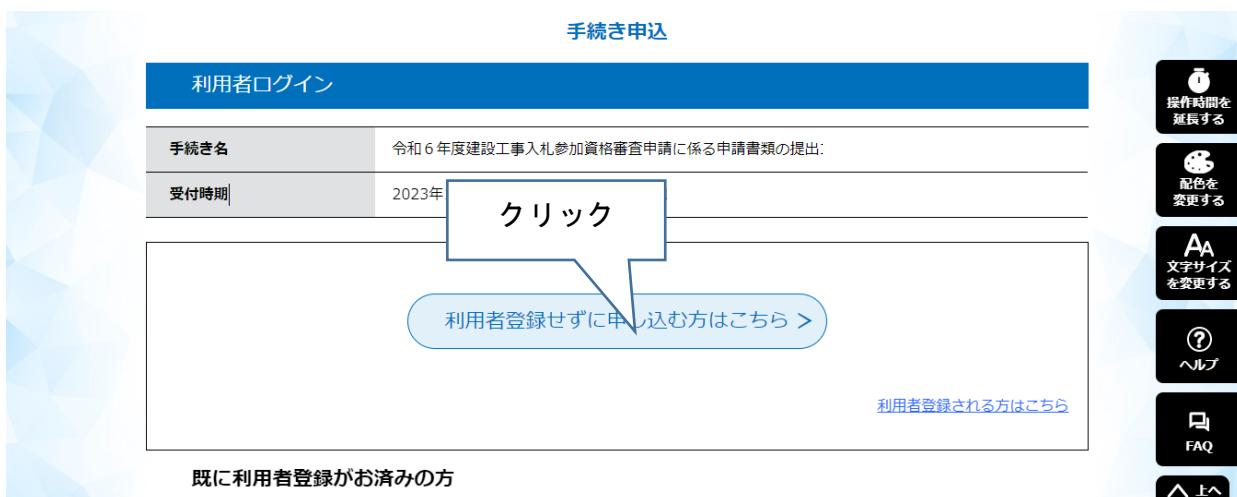 手続き申込
利用者ログイン
手続き名
令和6年度建設工事入札参加資格審査申請に係る申請書類の提出
受付時期
2023年
クリック
利用者登録せずに申し込む方はこちら >
利用者登録される方はこちら
既に利用者登録がお済みの方
操作時間を
延長する
配色を
変更する
AA
文字サイズ
を変更する
?
ヘルプ
FAQ
上へ